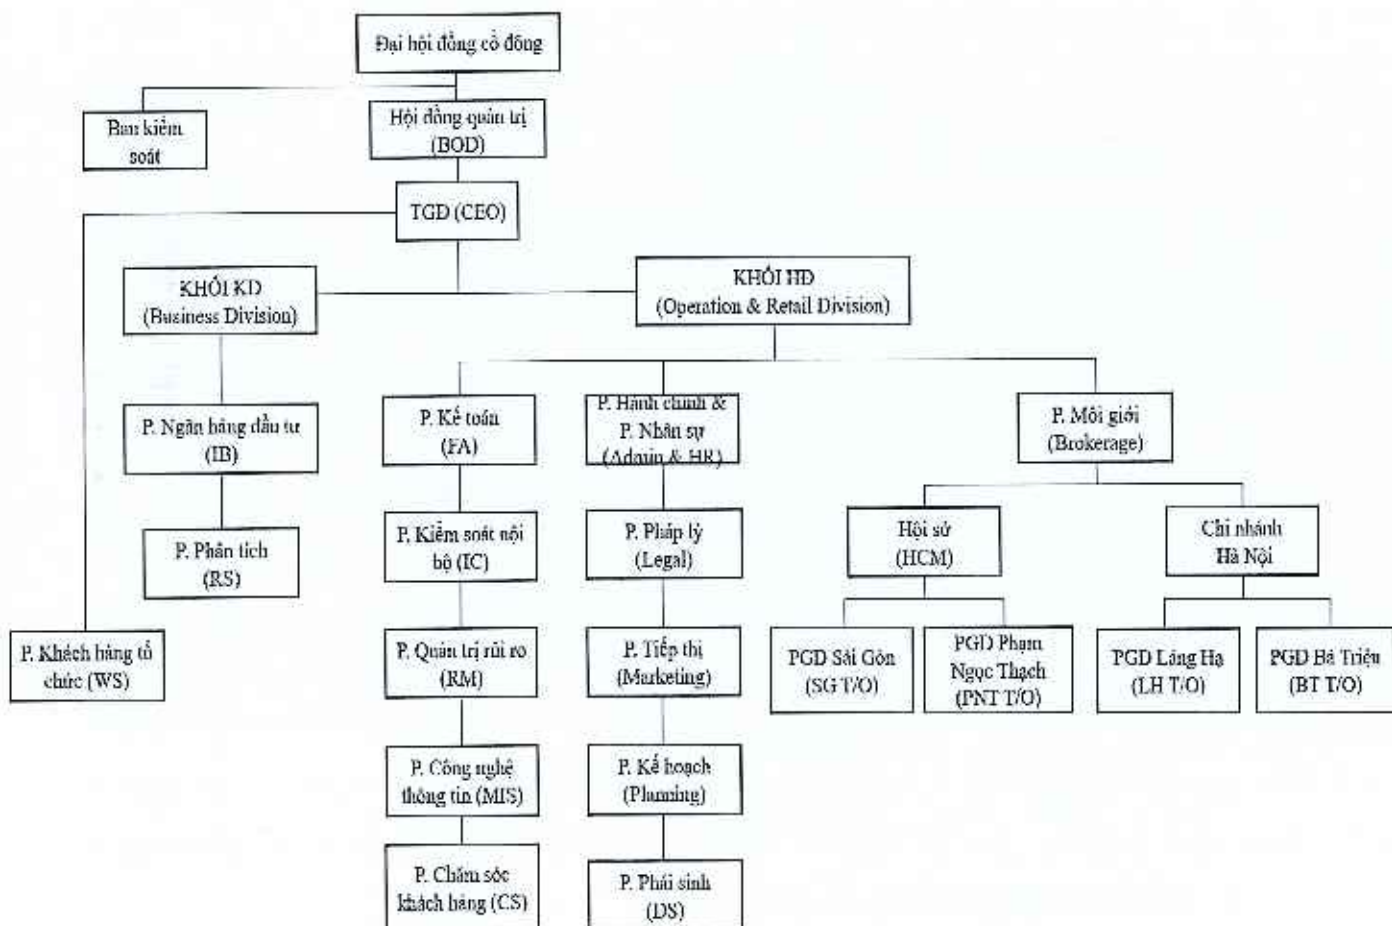 Đại hội đồng cổ đông
Ban kiểm
soát
Hội đồng quản trị
(BOD)
TGĐ (CEO)
KHỐI KD
(Business Division)
KHỐI HĐ
(Operation & Retail Division)
P. Ngân hàng đầu tư
(IB)
P. Kế toán
(FA)
P. Hành chính &
P. Nhân sự
(Admin & HR)
P. Môi giới
(Brokerage)
P. Phân tích
(RS)
P. Kiểm soát nội
bộ (IC)
P. Pháp lý
(Legal)
Hội sở
(HCM)
Chi nhánh
Hà Nội
P. Khách hàng tổ
chức (WS)
P. Quản trị rủi ro
(RM)
P. Tiếp thị
(Marketing)
PGD Sài Gòn
(SG T/O)
PGD Phạm
Ngọc Thạch
(PNT T/O)
PGD Láng Hạ
(LH T/O)
PGD Bà Triệu
(BT T/O)
P. Công nghệ
thông tin (MIS)
P. Kế hoạch
(Planning)
P. Chăm sóc
khách hàng (CS)
P. Phái sinh
(DS)